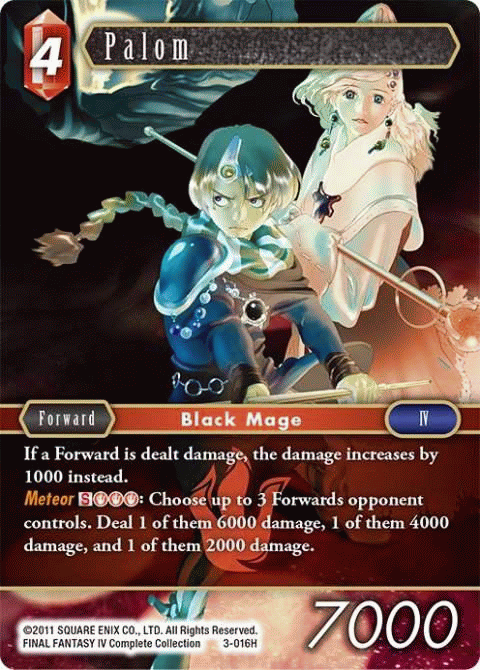 4
Palom
Forward
Black Mage
IV
If a Forward is dealt damage, the damage increases by
1000 instead.
Meteor S: Choose up to 3 Forwards opponent
controls. Deal 1 of them 6000 damage, 1 of them 4000
damage, and 1 of them 2000 damage.
©2011 SQUARE ENIX CO., LTD. All Rights Reserved.
FINAL FANTASY IV Complete Collection 3-016H
7000